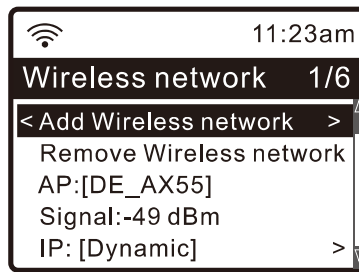 11:23am
Wireless network 1/6
< Add Wireless network >
Remove Wireless network
AP:[DE_AX55]
Signal:-49 dBm
IP: [Dynamic] >